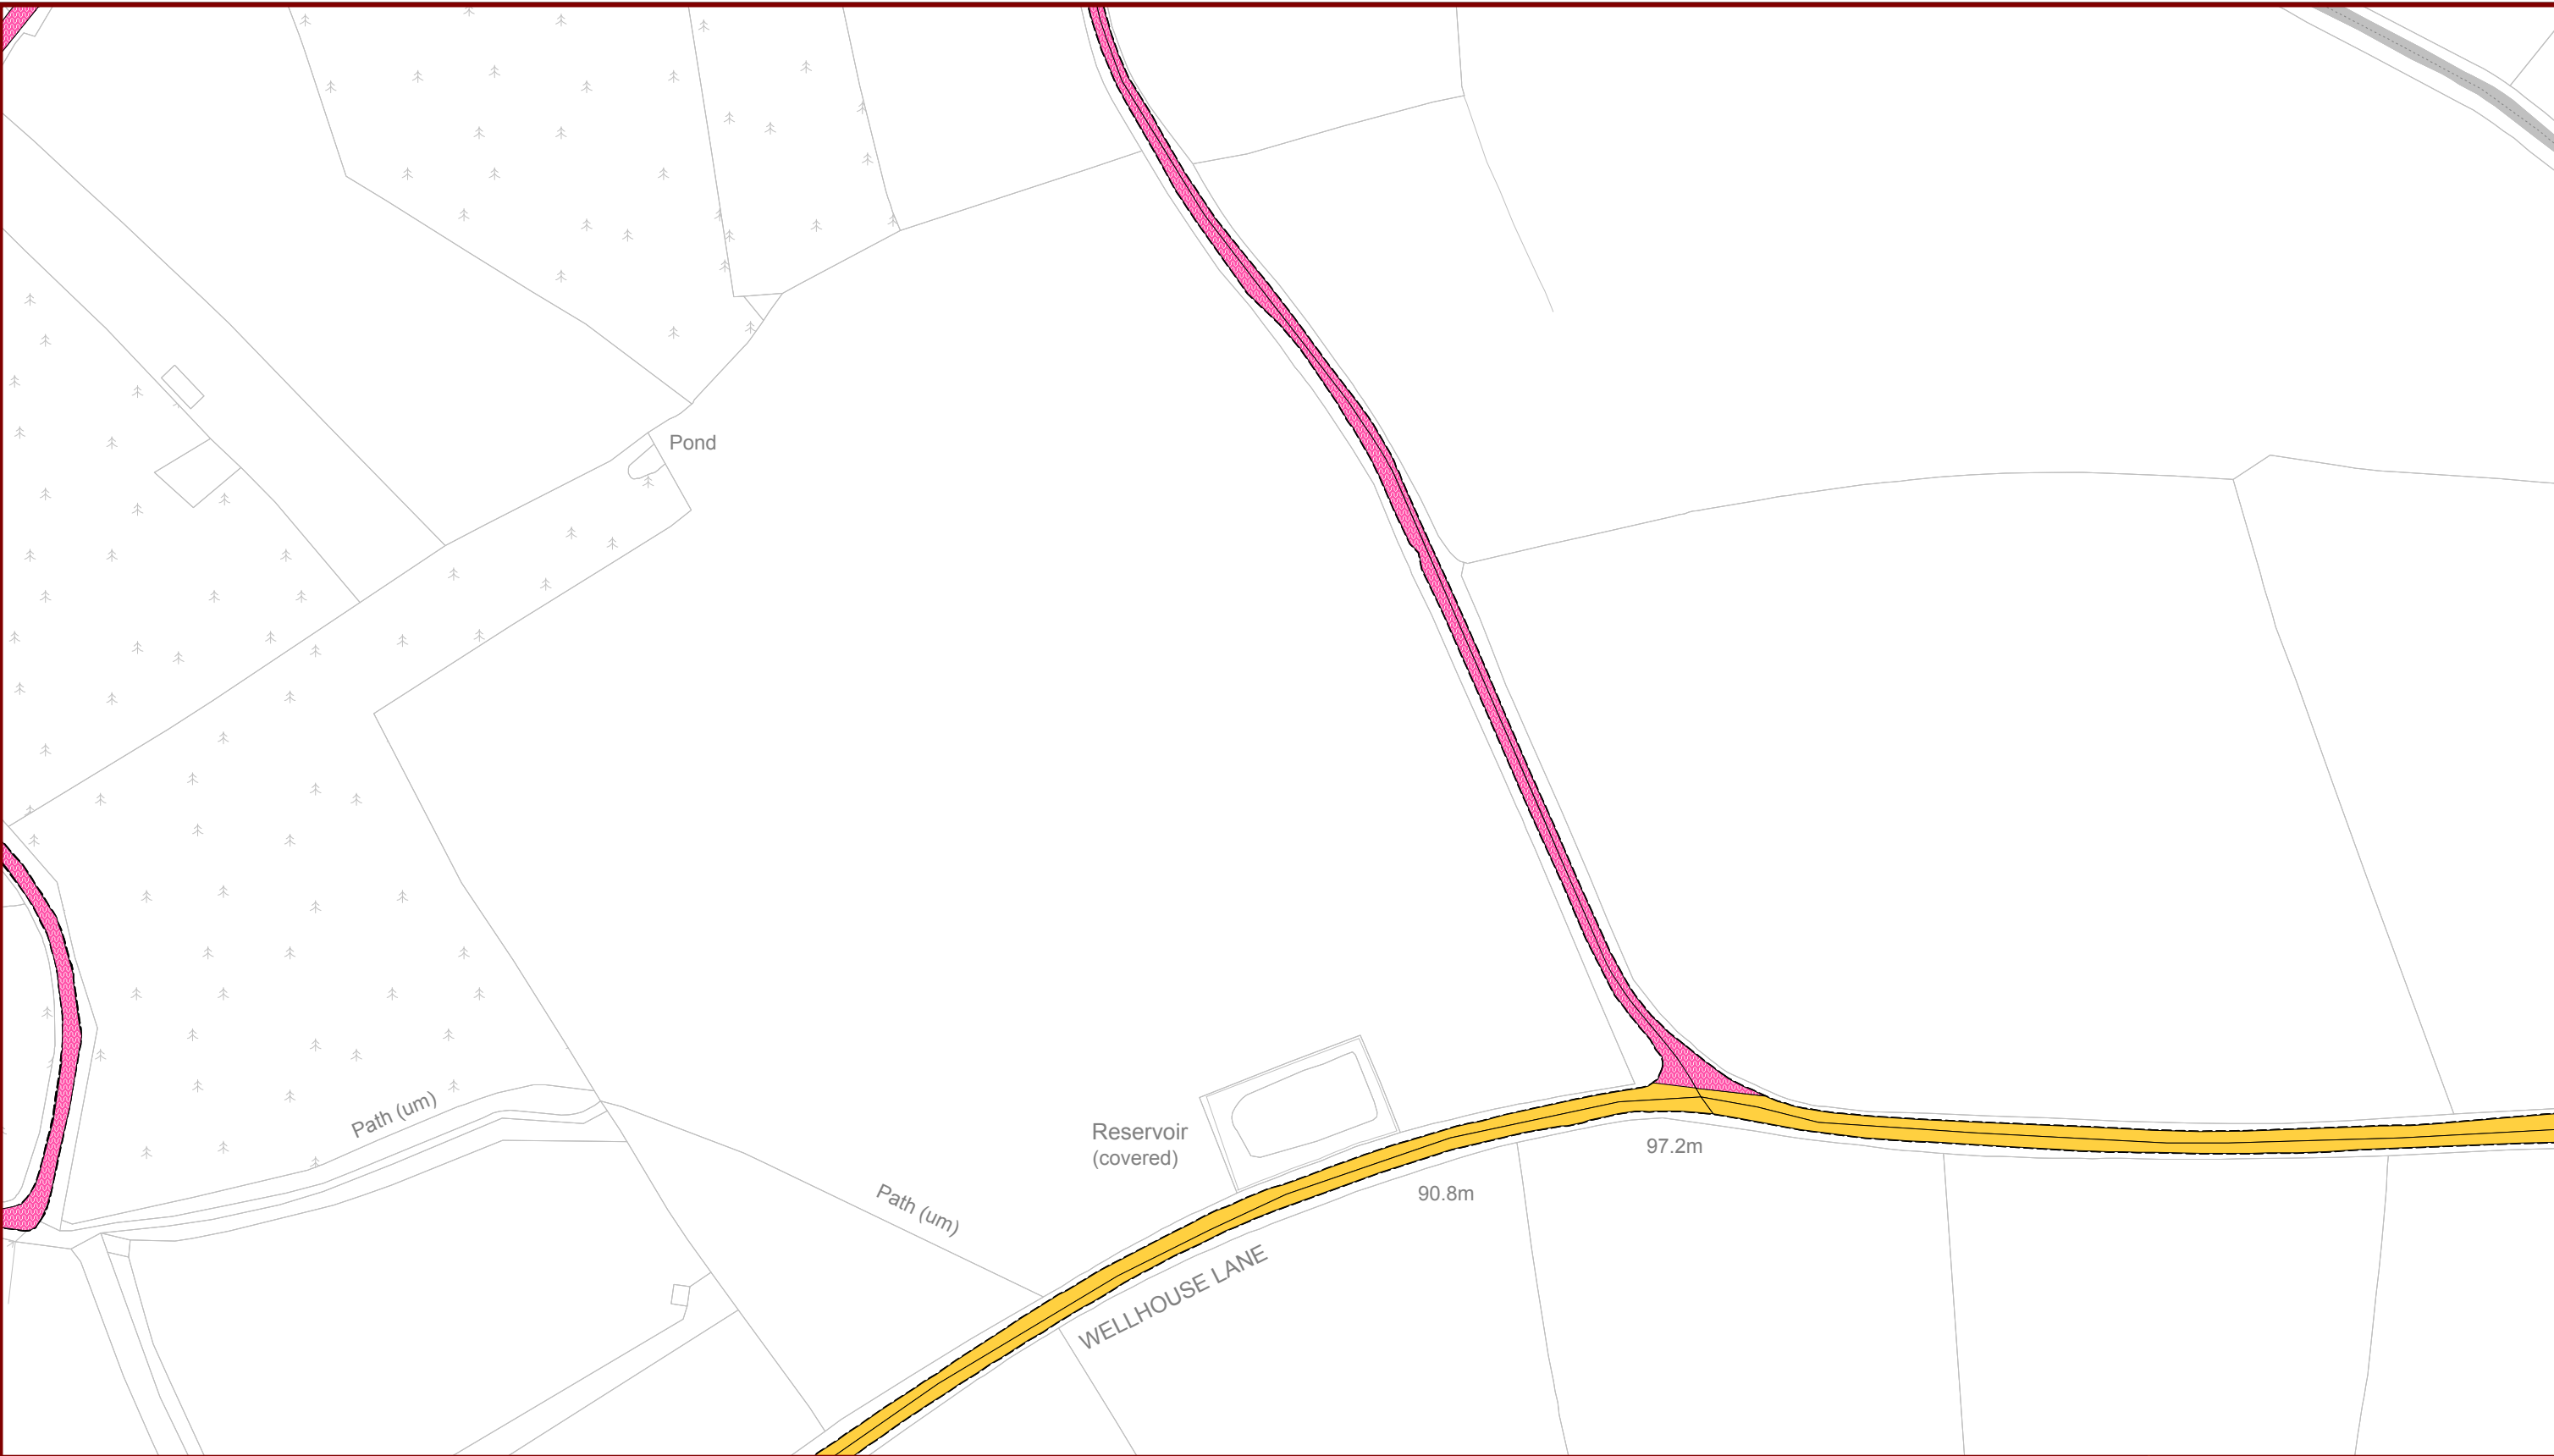 Pond
Path (um)
Reservoir
(covered)
97.2m
Path (um)
90.8m
WELLHOUSE LANE